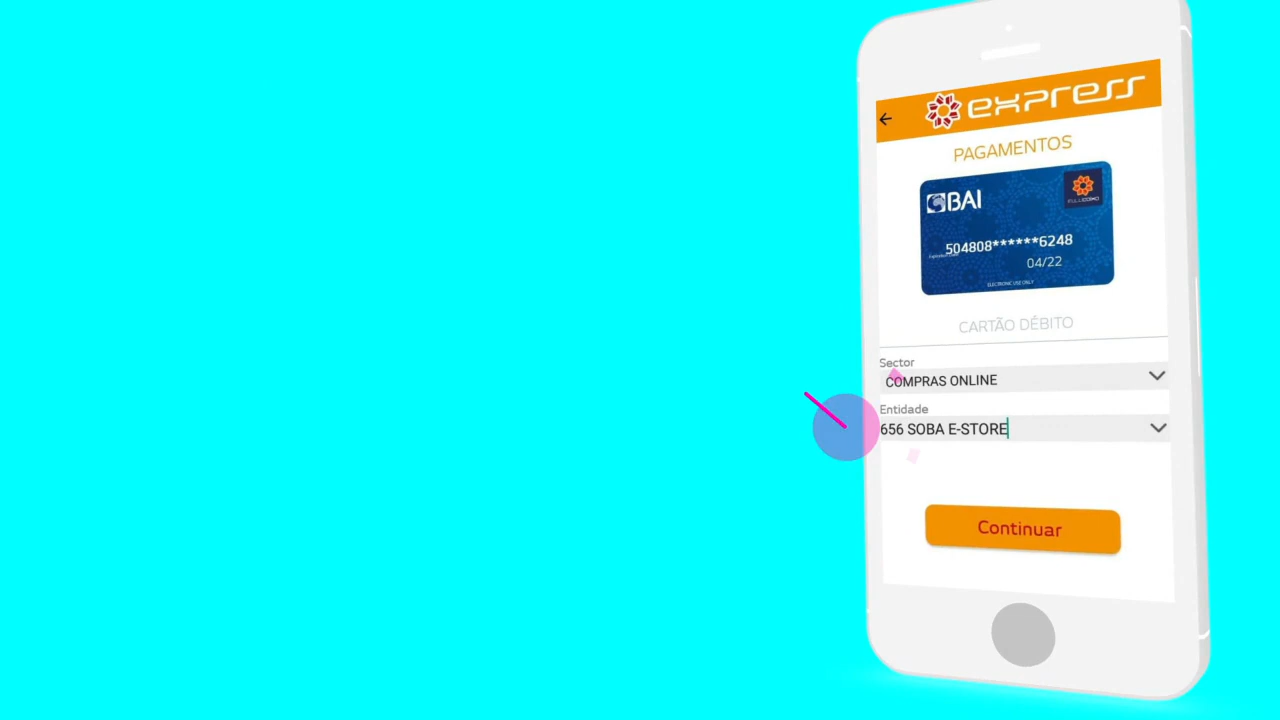 express
PAGAMENTOS
BAI
504808******6248
04/22
ELECTRONIC USE ONLY
CARTÃO DÉBITO
Sector
COMPRAS ONLINE
Entidade
656 SOBA E-STORE
Continuar